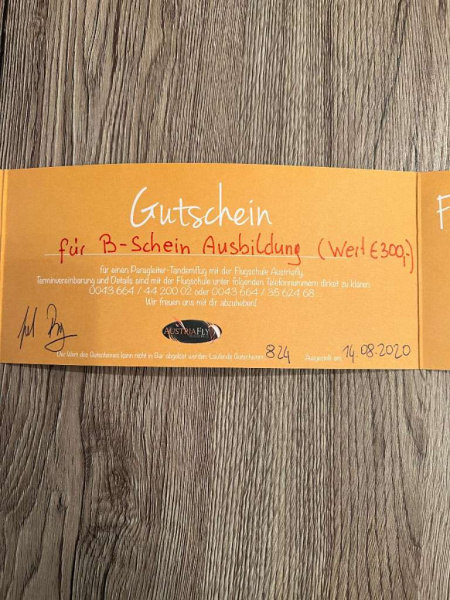 Gutschein
für B-Schein Ausbildung (Wert €300,-)
für einen Paragleiter-Tandemflug mit der Flugschule Austriafly.
Terminvereinbarung und Details sind mit der Flugschule unter folgenden Telefonnummern direkt zu klären:
0043 664 / 44 200 02 oder 0043 664 / 35 624 68
Wir freuen uns mit dir abzuheben!
AUSTRIAFLY
Der Wert des Gutscheines kann nicht in Bar abgelöst werden. Laufende Gutscheinnr. 824 Ausgestellt am 14.08.2020
F